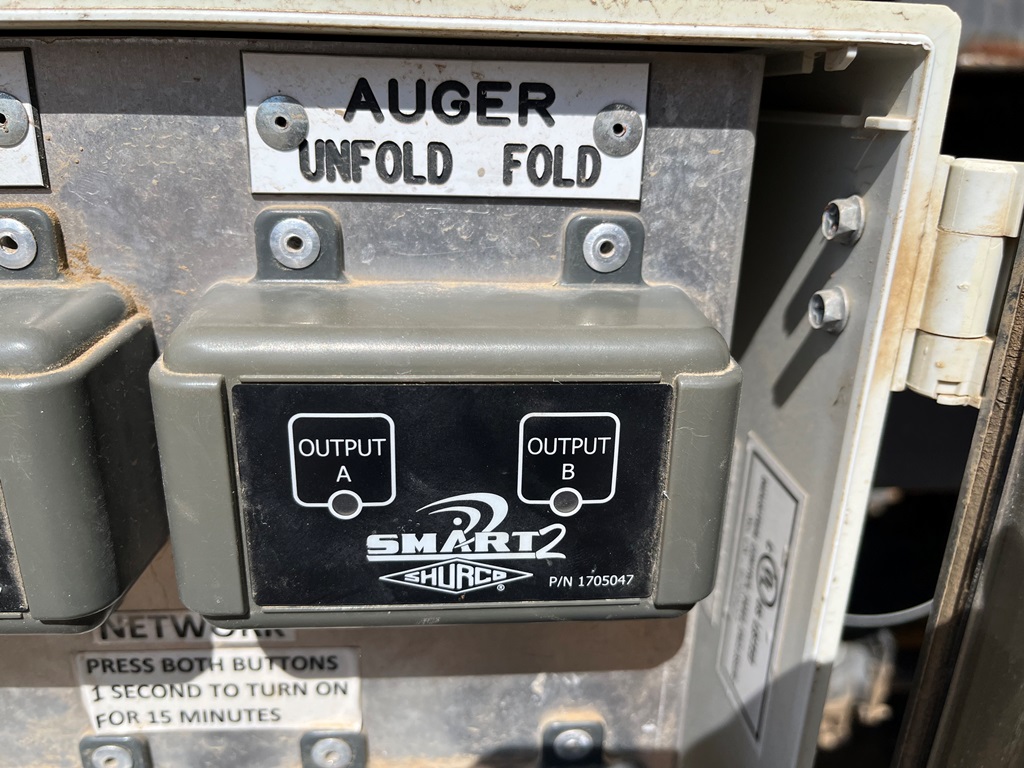 AUGER
UNFOLD FOLD
OUTPUT
A
OUTPUT
B
SMART2
SHURCO®
P/N 1705047
NETWORK
PRESS BOTH BUTTONS
1 SECOND TO TURN ON
FOR 15 MINUTES